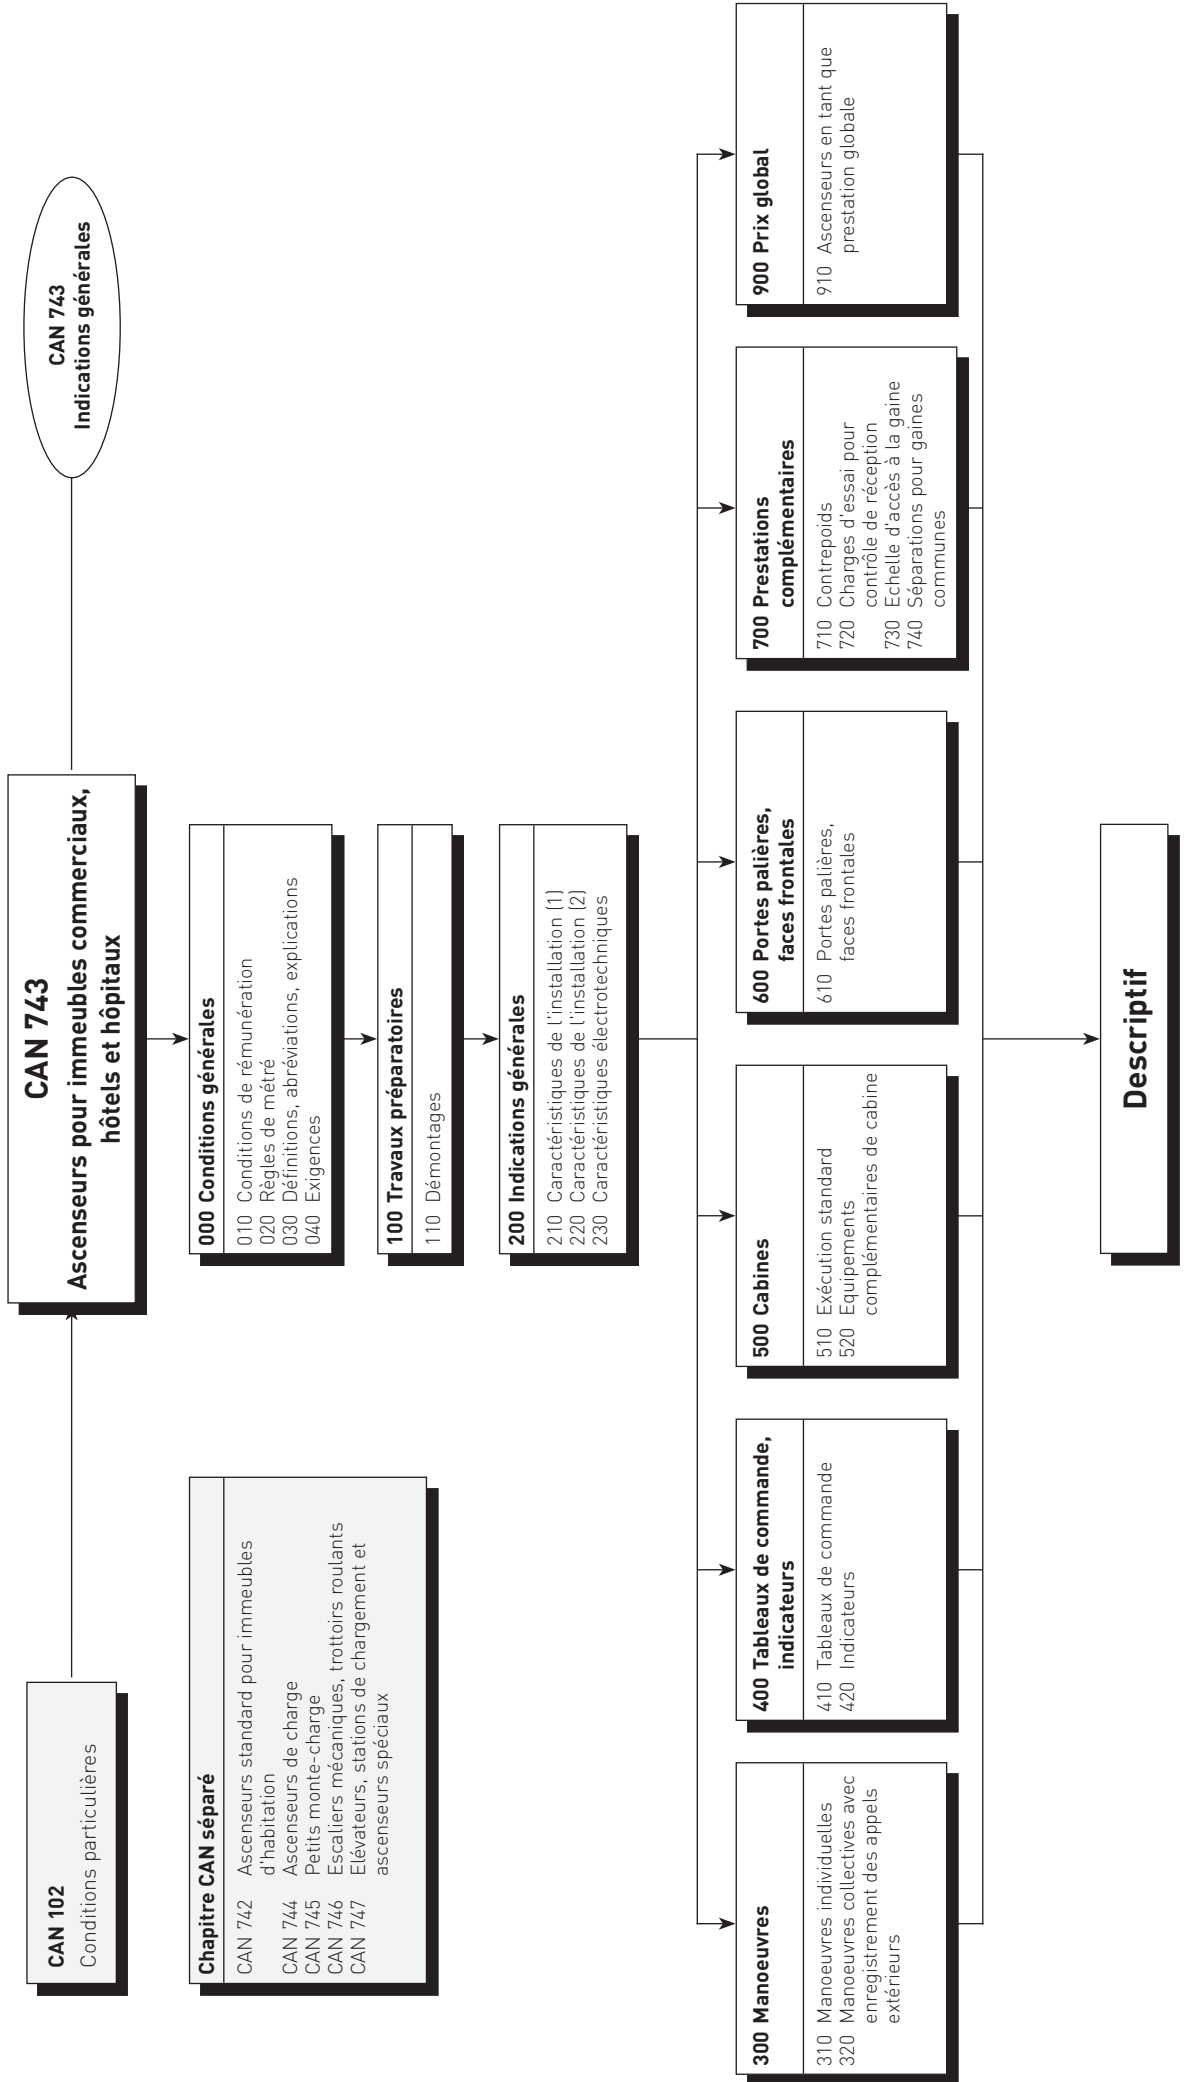 CAN 102
Conditions particulières
CAN 743
Ascenseurs pour immeubles commerciaux,
hôtels et hôpitaux
CAN 743
Indications générales
Chapitre CAN séparé
CAN 742 Ascenseurs standard pour immeubles
d'habitation
CAN 744 Ascenseurs de charge
CAN 745 Petits monte-charge
CAN 746 Escaliers mécaniques, trottoirs roulants
CAN 747 Elévateurs, stations de chargement et
ascenseurs spéciaux
000 Conditions générales
010 Conditions de rémunération
020 Règles de métré
030 Définitions, abréviations, explications
040 Exigences
100 Travaux préparatoires
110 Démontages
200 Indications générales
210 Caractéristiques de l'installation (1)
220 Caractéristiques de l'installation (2)
230 Caractéristiques électrotechniques
300 Manoeuvres
310 Manoeuvres individuelles
320 Manoeuvres collectives avec
enregistrement des appels
extérieurs
400 Tableaux de commande,
indicateurs
410 Tableaux de commande
420 Indicateurs
500 Cabines
510 Exécution standard
520 Equipements
complémentaires de cabine
600 Portes palières,
faces frontales
610 Portes palières,
faces frontales
700 Prestations
complémentaires
710 Contrepoids
720 Charges d'essai pour
contrôle de réception
730 Echelle d'accès à la gaine
740 Séparations pour gaines
communes
900 Prix global
910 Ascenseurs en tant que
prestation globale
Descriptif